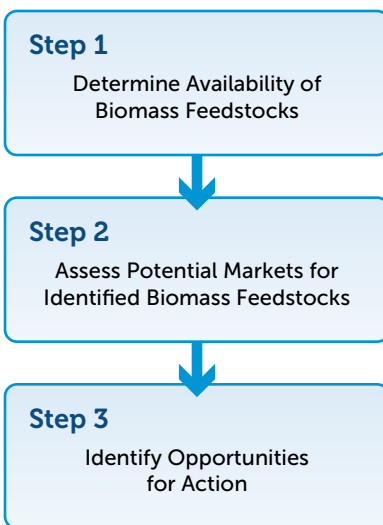 Step 1
Determine Availability of
Biomass Feedstocks
Step 2
Assess Potential Markets for
Identified Biomass Feedstocks
Step 3
Identify Opportunities
for Action